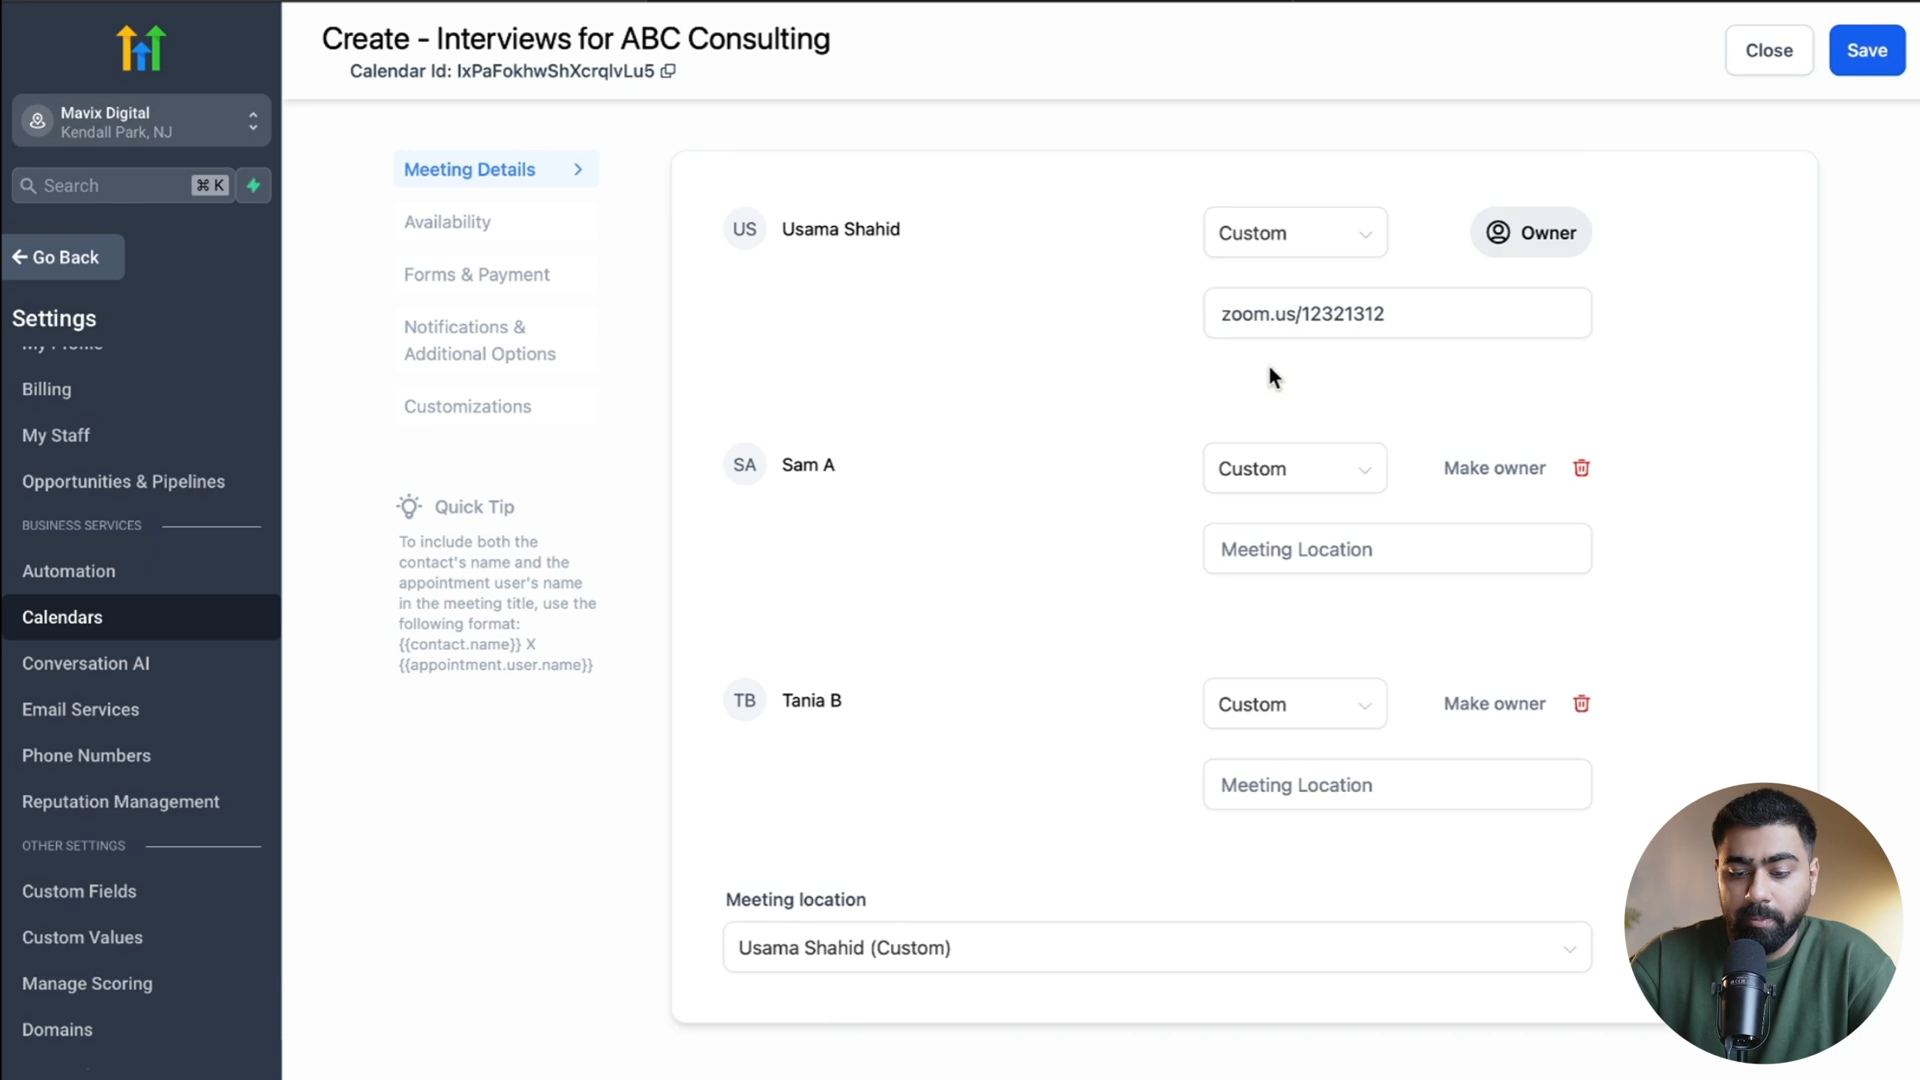 Create - Interviews for ABC Consulting
Calendar Id: IxPaFokhwShXcrqlvLu5
Close
Save
Mavix Digital
Kendall Park, NJ
Search
⌘ K
Go Back
Settings
My Profile
Billing
My Staff
Opportunities & Pipelines
BUSINESS SERVICES
Automation
Calendars
Conversation AI
Email Services
Phone Numbers
Reputation Management
OTHER SETTINGS
Custom Fields
Custom Values
Manage Scoring
Domains
Meeting Details
Availability
Forms & Payment
Notifications &
Additional Options
Customizations
Quick Tip
To include both the
contact's name and the
appointment user's name
in the meeting title, use the
following format:
{{contact.name}} X
{{appointment.user.name}}
US
Usama Shahid
Custom
Owner
zoom.us/12321312
SA
Sam A
Custom
Make owner
Meeting Location
TB
Tania B
Custom
Make owner
Meeting Location
Meeting location
Usama Shahid (Custom)